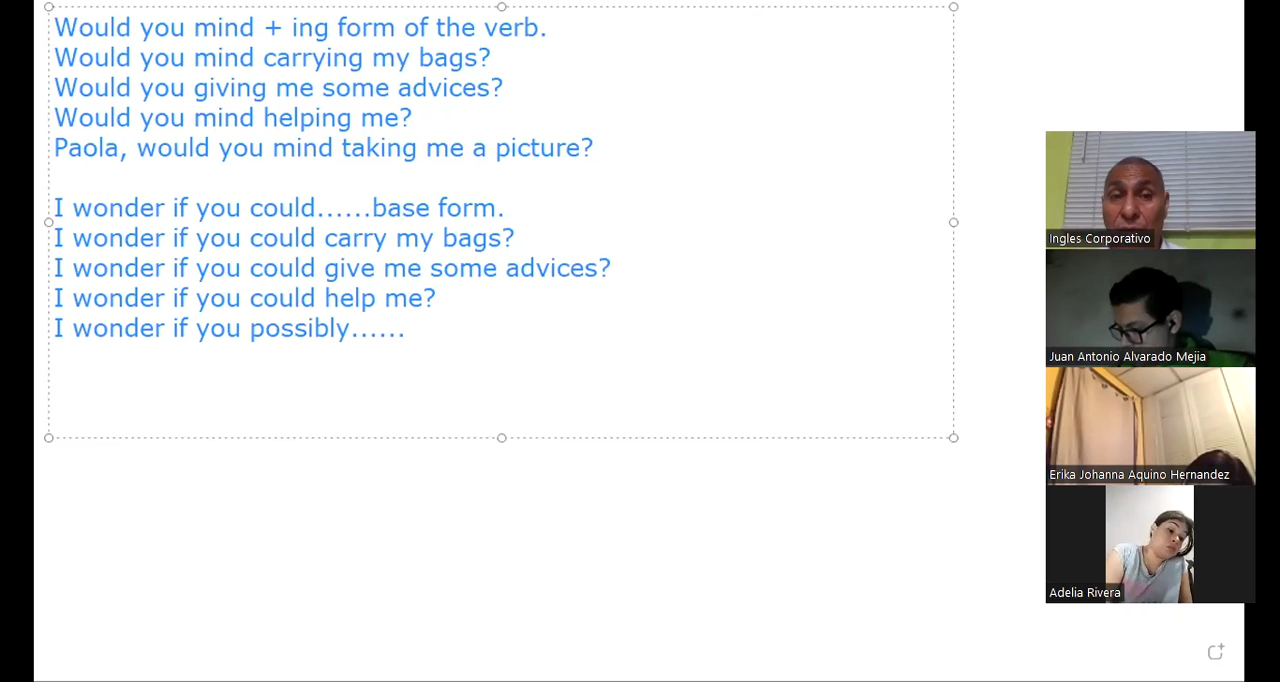 Would you mind + ing form of the verb.
Would you mind carrying my bags?
Would you giving me some advices?
Would you mind helping me?
Paola, would you mind taking me a picture?
I wonder if you could......base form.
I wonder if you could carry my bags?
I wonder if you could give me some advices?
I wonder if you could help me?
I wonder if you possibly......
Ingles Corporativo
Juan Antonio Alvarado Mejia
Erika Johanna Aquino Hernandez
Adelia Rivera